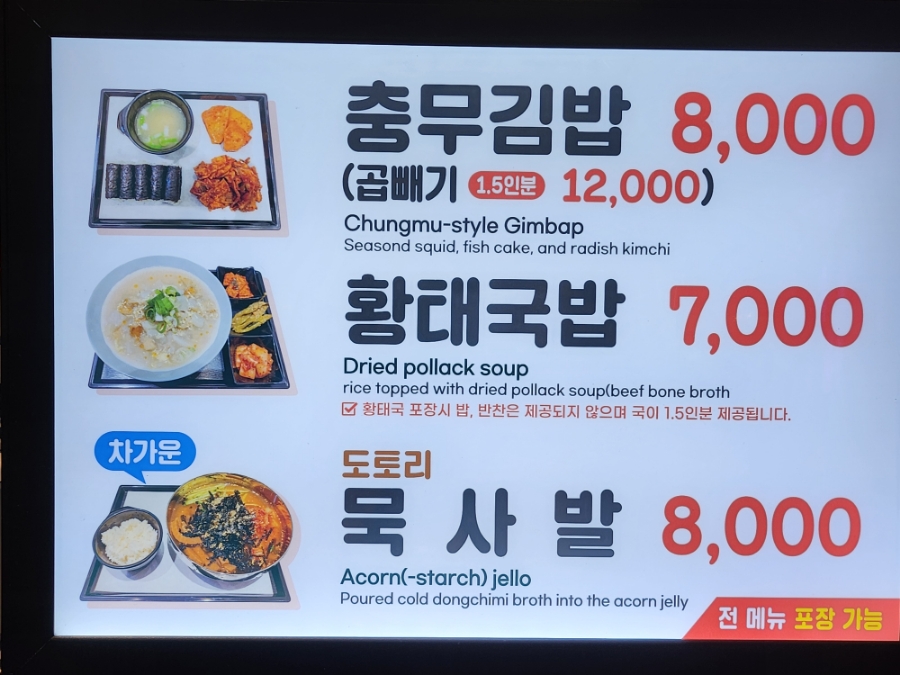 충무김밥 8,000
(곱빼기 1.5인분 12,000)
Chungmu-style Gimbap
Seasond squid, fish cake, and radish kimchi
황태국밥 7,000
Dried pollack soup
rice topped with dried pollack soup(beef bone broth
황태국 포장시 밥, 반찬은 제공되지 않으며 국이 1.5인분 제공됩니다.
차가운
도토리
묵 사 발 8,000
Acorn(-starch) jello
Poured cold dongchimi broth into the acorn jelly
전 메뉴 포장 가능